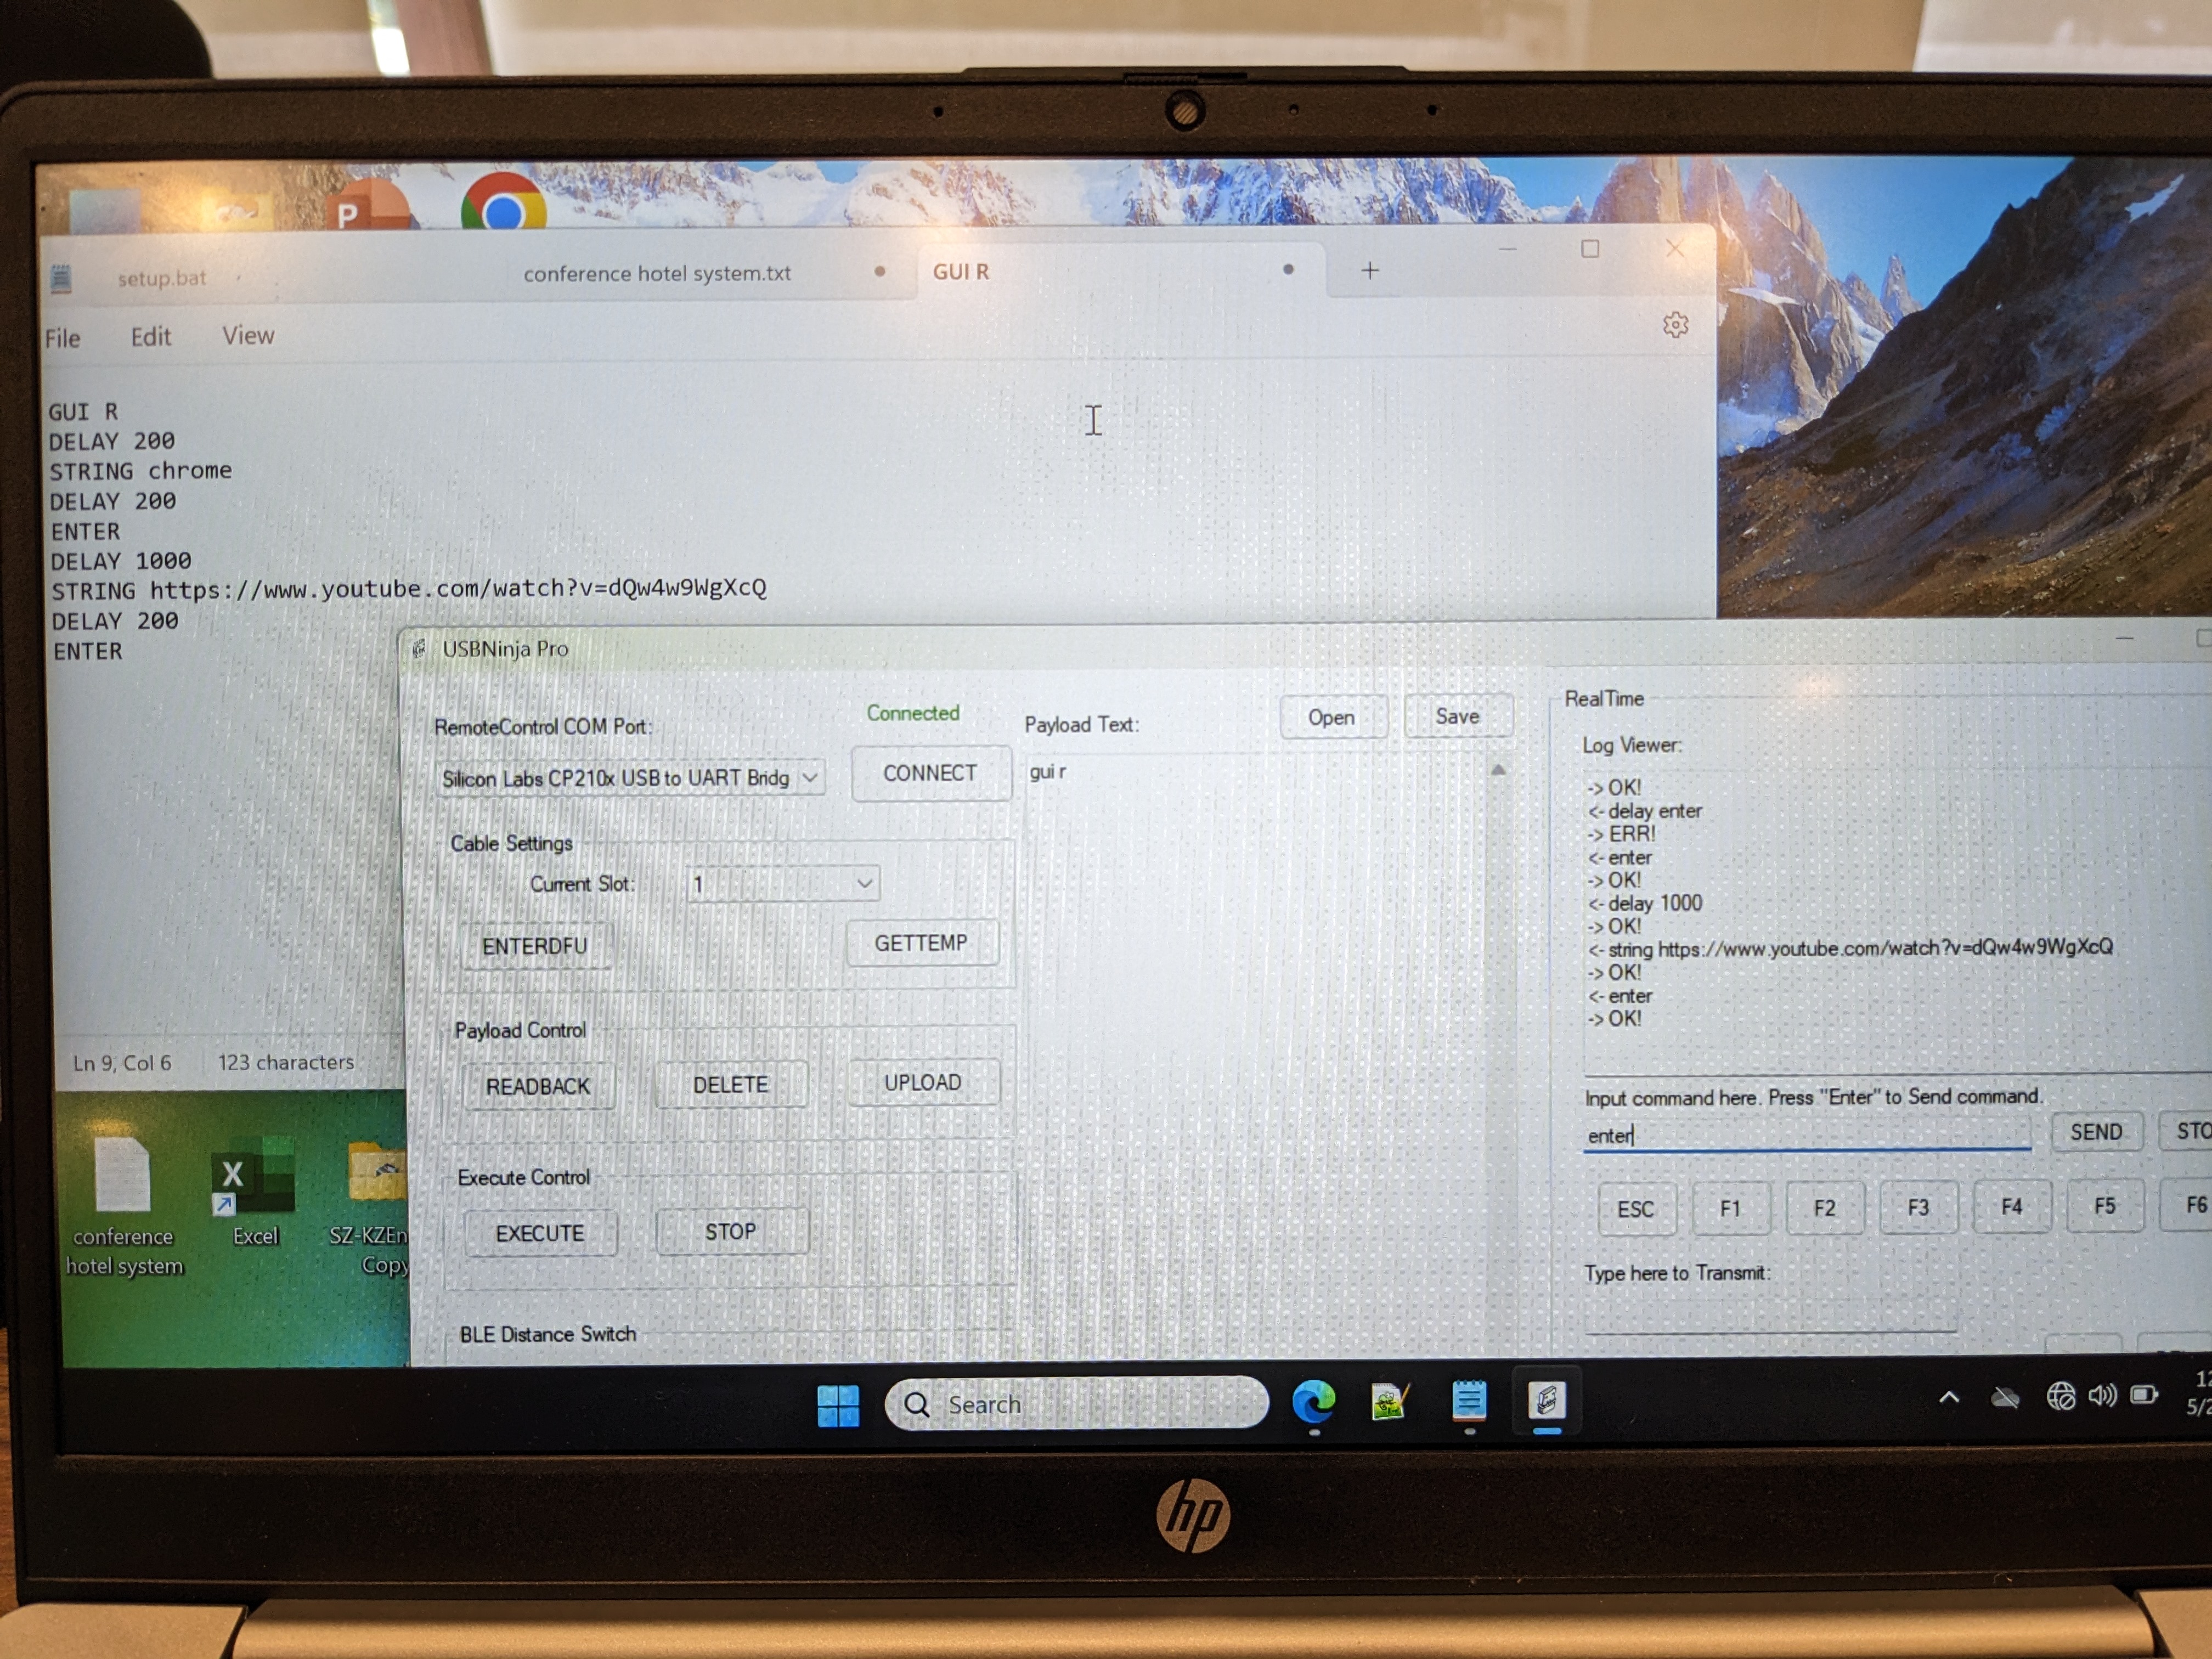 P
setup.bat
conference hotel system.txt
GUI R
File Edit View
GUI R
DELAY 200
STRING chrome
DELAY 200
ENTER
DELAY 1000
STRING https://www.youtube.com/watch?v=dQw4w9WgXcQ
DELAY 200
ENTER
Ln 9, Col 6 123 characters
USBNinja Pro
RemoteControl COM Port:
Connected
Silicon Labs CP210x USB to UART Bridg
CONNECT
Cable Settings
Current Slot: 1
ENTERDFU
GETTEMP
Payload Control
READBACK
DELETE
UPLOAD
Execute Control
EXECUTE
STOP
BLE Distance Switch
Payload Text:
Open
Save
gui r
RealTime
Log Viewer:
-> OK!
<- delay enter
-> ERR!
<- enter
-> OK!
<- delay 1000
-> OK!
<- string https://www.youtube.com/watch?v=dQw4w9WgXcQ
-> OK!
<- enter
-> OK!
Input command here. Press "Enter" to Send command.
enter
SEND
STO
ESC F1 F2 F3 F4 F5 F6
Type here to Transmit:
conference
hotel system
X
Excel
SZ-KZEn
Copy
Search
12
5/2
hp